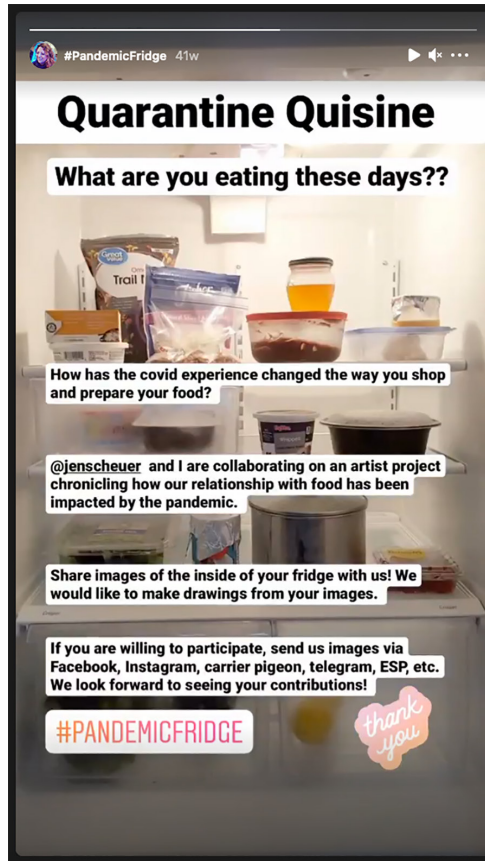 #PandemicFridge 41w
Quarantine Quisine
What are you eating these days??
Great
Value
Trail
How has the covid experience changed the way you shop
and prepare your food?
@jenscheuer and I are collaborating on an artist project
chronicling how our relationship with food has been
impacted by the pandemic.
Share images of the inside of your fridge with us! We
would like to make drawings from your images.
If you are willing to participate, send us images via
Facebook, Instagram, carrier pigeon, telegram, ESP, etc.
We look forward to seeing your contributions!
#PANDEMICFRIDGE
thank
you